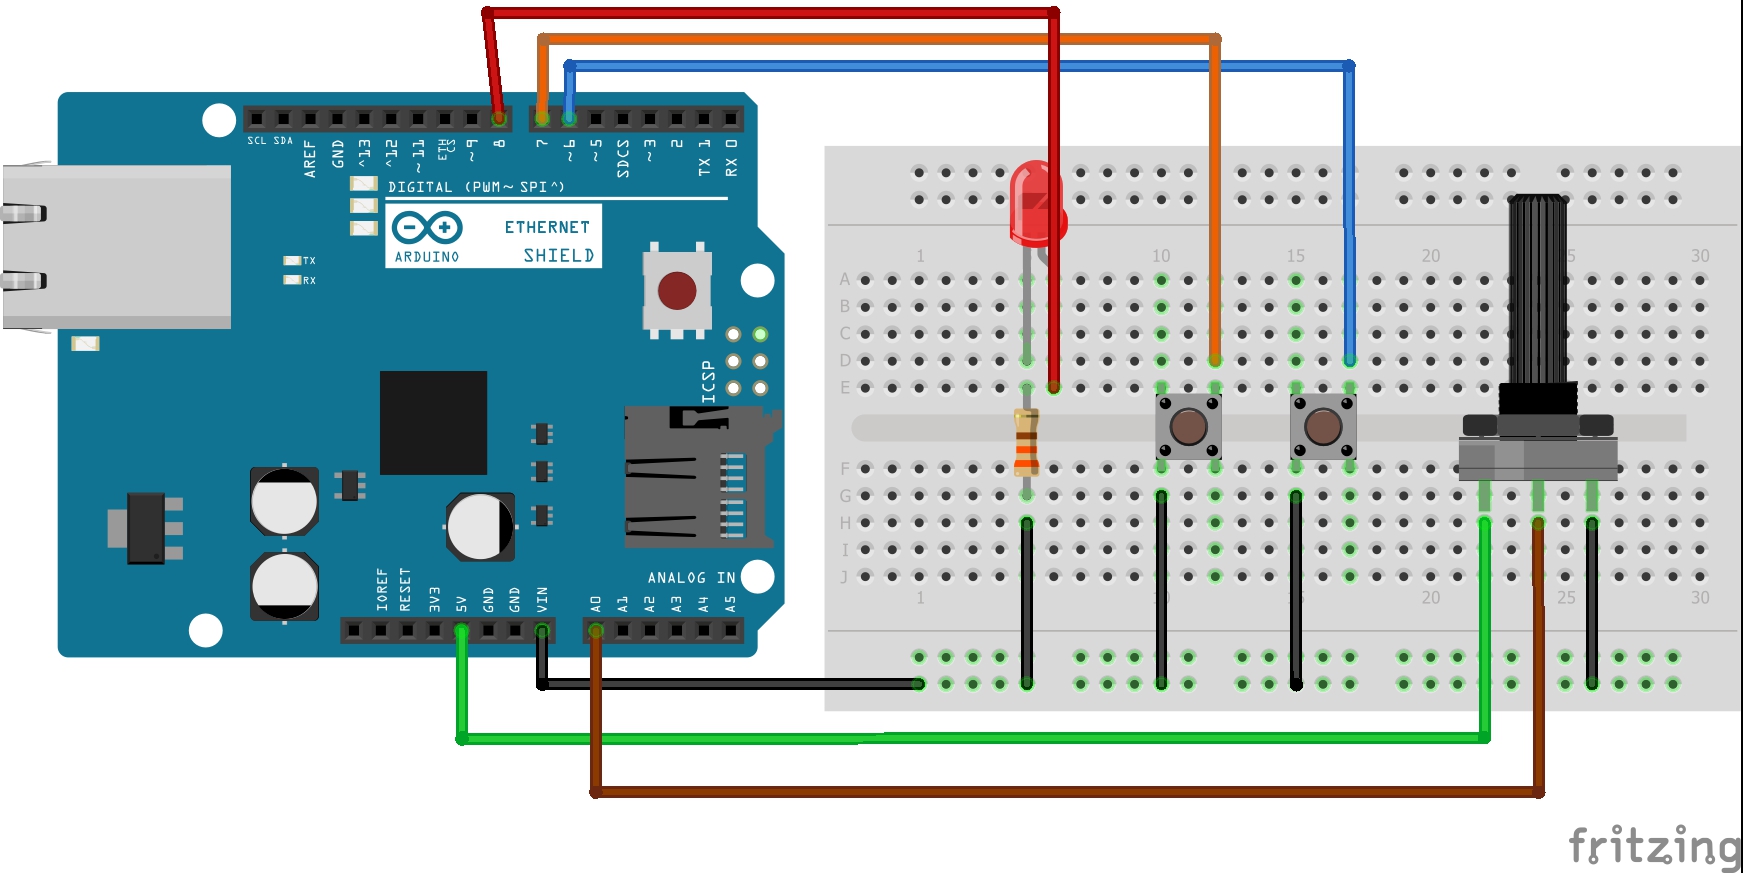 SCL SDA AREF GND ^13 ^12 ~11 ETH CS ~9 8 7 ~6 ~5 SDCS ~3 2 TX 1 RX 0
DIGITAL (PWM~ SPI^)
ETHERNET
ARDUINO SHIELD
TX
RX
ICSP
ANALOG IN
IOREF RESET 3V3 5V GND GND VIN A0 A1 A2 A3 A4 A5
1 10 15 20 5 30
A
B
C
D
E
F
G
H
I
J
1 10 15 20 25 30
fritzing